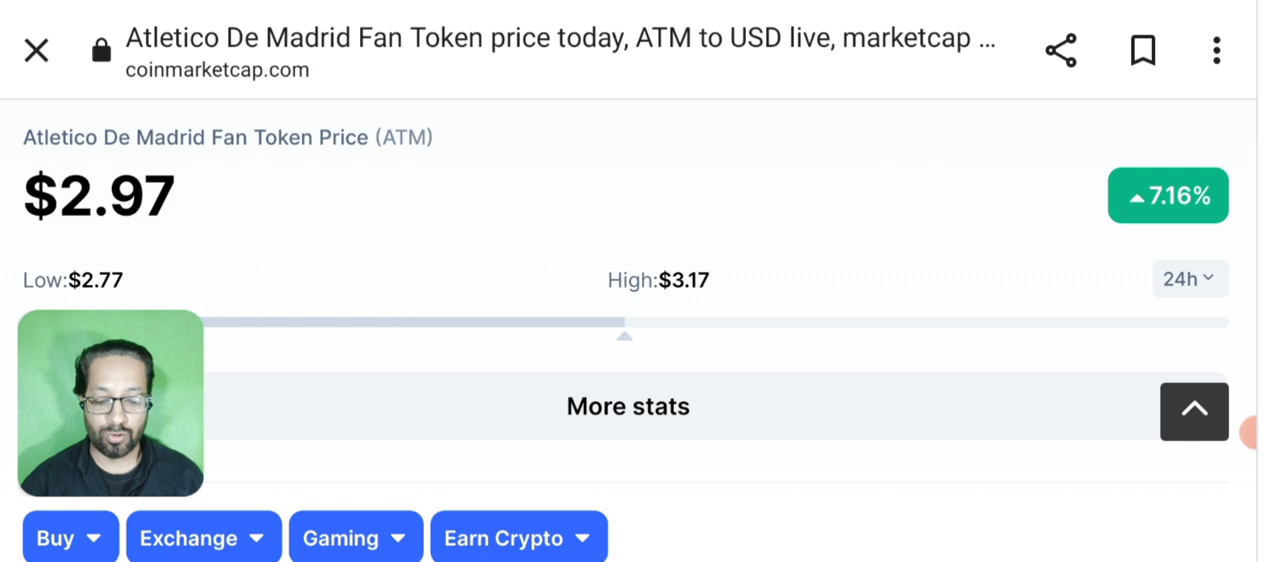 Atletico De Madrid Fan Token price today, ATM to USD live, marketcap ...
coinmarketcap.com
Atletico De Madrid Fan Token Price (ATM)
$2.97
7.16%
Low:$2.77 High:$3.17 24h
More stats
Buy Exchange Gaming Earn Crypto